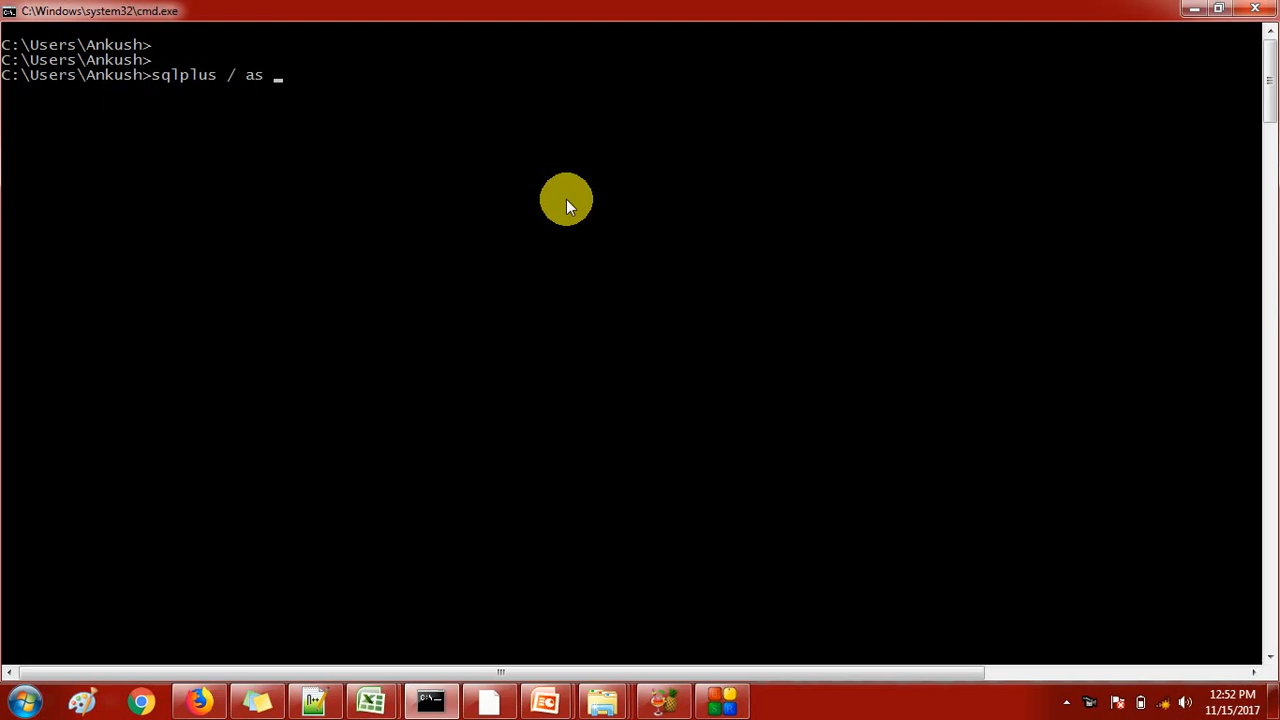 C:\Windows\system32\cmd.exe
C:\Users\Ankush>
C:\Users\Ankush>
C:\Users\Ankush>sqlplus / as _
12:52 PM
11/15/2017